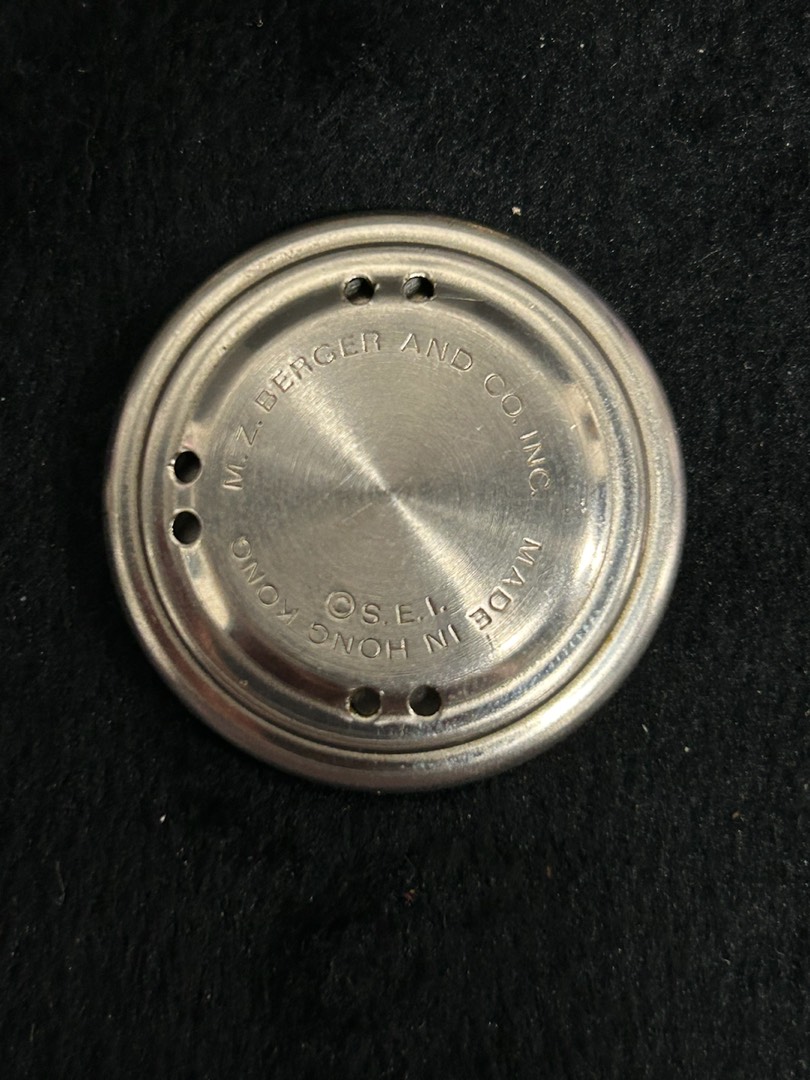 M. Z. BERGER AND CO. INC.
MADE IN HONG KONG
©S.E.I.